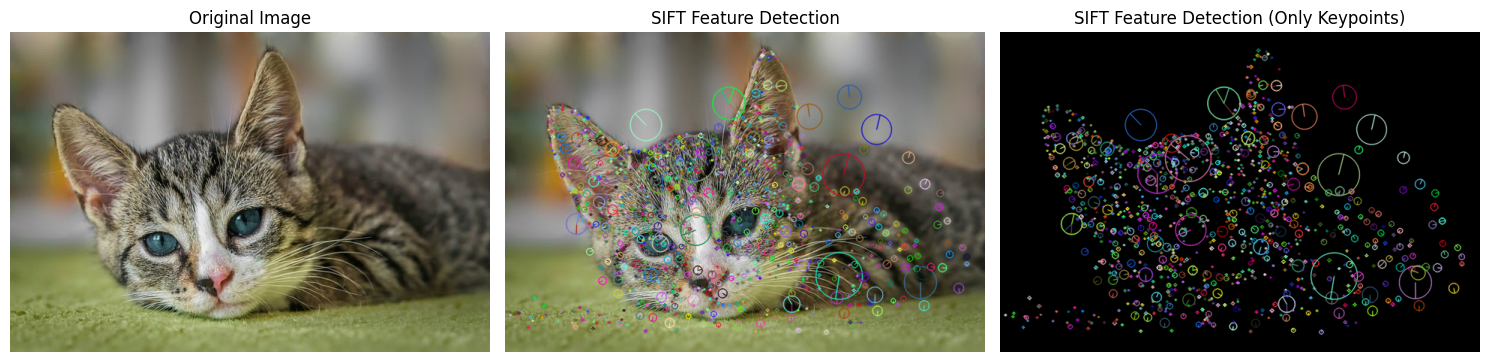 Original Image
SIFT Feature Detection
SIFT Feature Detection (Only Keypoints)